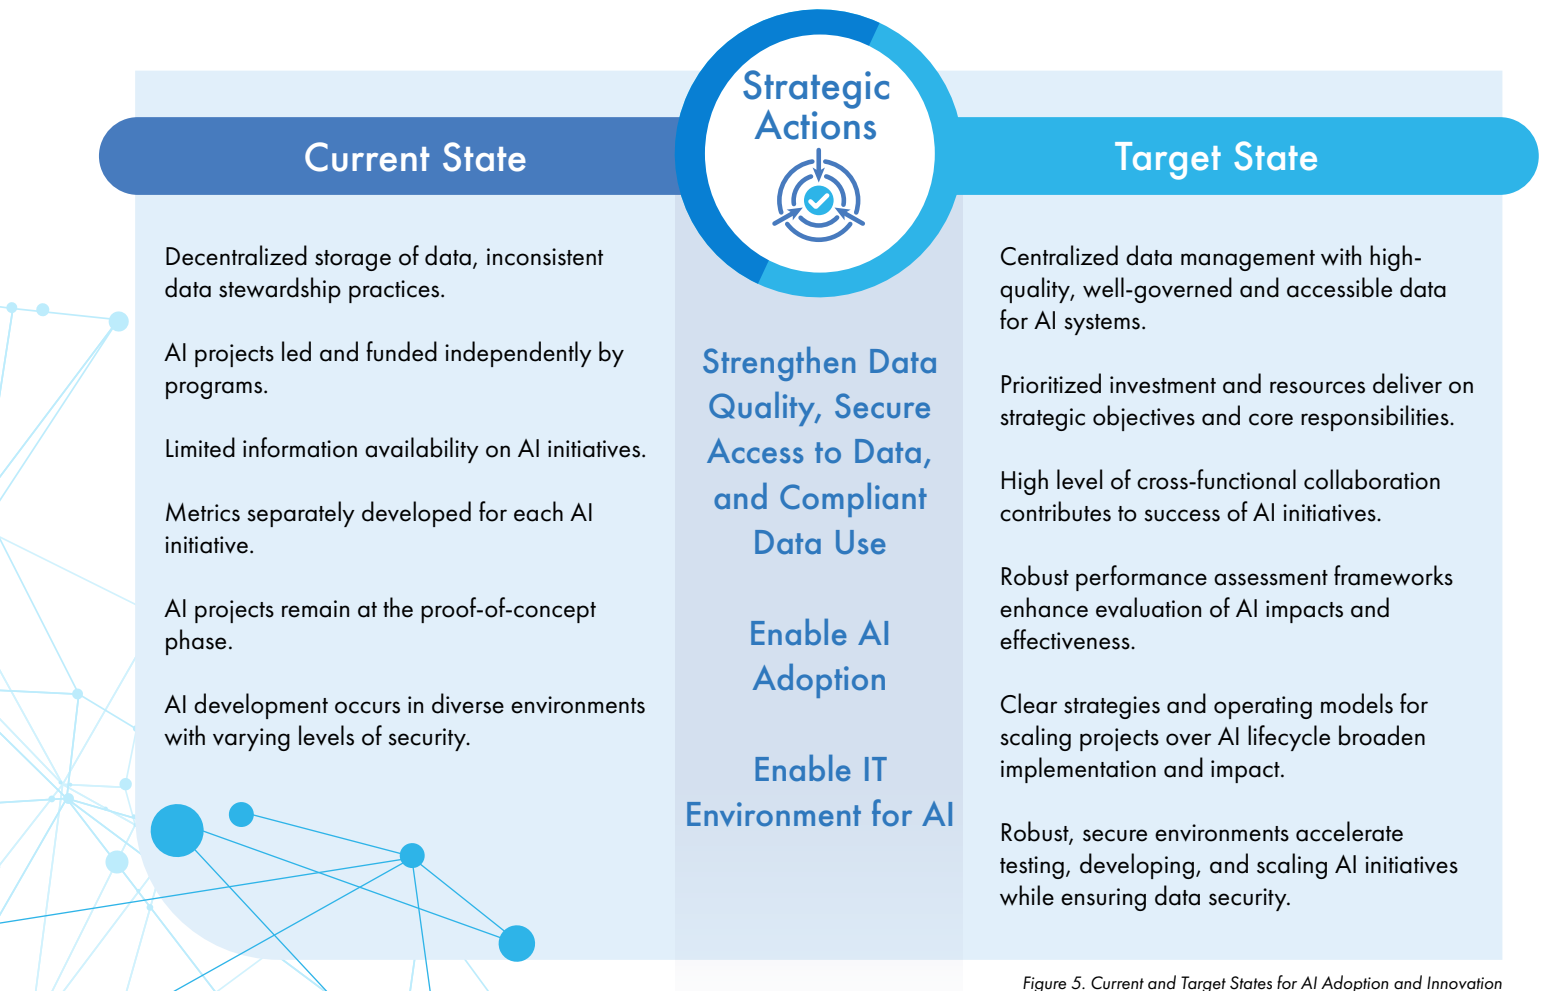 Strategic
Actions
Current State
Target State
Decentralized storage of data, inconsistent
data stewardship practices.
AI projects led and funded independently by
programs.
Limited information availability on AI initiatives.
Metrics separately developed for each AI
initiative.
AI projects remain at the proof-of-concept
phase.
AI development occurs in diverse environments
with varying levels of security.
Strengthen Data
Quality, Secure
Access to Data,
and Compliant
Data Use
Enable AI
Adoption
Enable IT
Environment for AI
Centralized data management with high-
quality, well-governed and accessible data
for AI systems.
Prioritized investment and resources deliver on
strategic objectives and core responsibilities.
High level of cross-functional collaboration
contributes to success of AI initiatives.
Robust performance assessment frameworks
enhance evaluation of AI impacts and
effectiveness.
Clear strategies and operating models for
scaling projects over AI lifecycle broaden
implementation and impact.
Robust, secure environments accelerate
testing, developing, and scaling AI initiatives
while ensuring data security.
Figure 5. Current and Target States for AI Adoption and Innovation